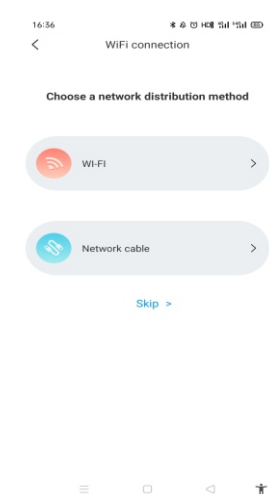 16:36
WiFi connection
Choose a network distribution method
WI-FI
Network cable
Skip >